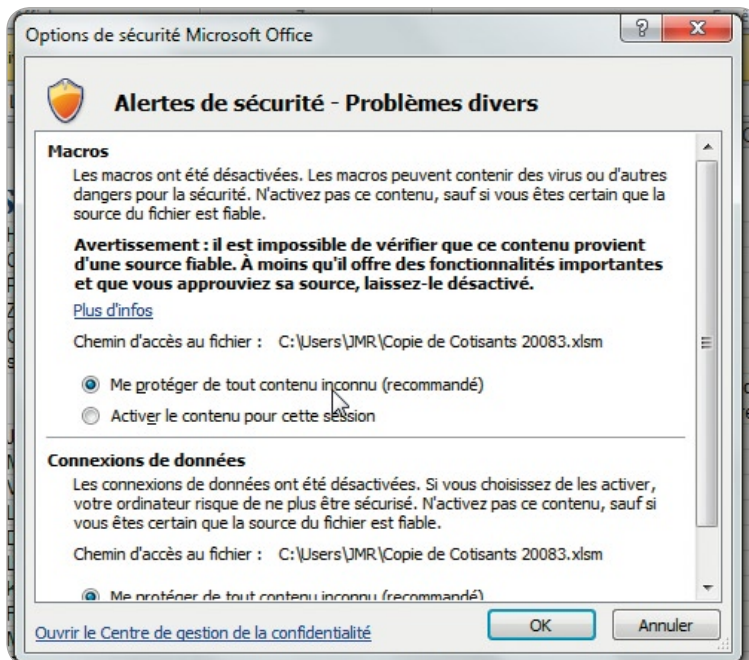 Options de sécurité Microsoft Office
Alertes de sécurité - Problèmes divers
Macros
Les macros ont été désactivées. Les macros peuvent contenir des virus ou d'autres
dangers pour la sécurité. N'activez pas ce contenu, sauf si vous êtes certain que la
source du fichier est fiable.
Avertissement : il est impossible de vérifier que ce contenu provient
d'une source fiable. À moins qu'il offre des fonctionnalités importantes
et que vous approuviez sa source, laissez-le désactivé.
Plus d'infos
Chemin d'accès au fichier : C:\Users\JMR\Copie de Cotisants 20083.xlsm
Me protéger de tout contenu inconnu (recommandé)
Activer le contenu pour cette session
Connexions de données
Les connexions de données ont été désactivées. Si vous choisissez de les activer,
votre ordinateur risque de ne plus être sécurisé. N'activez pas ce contenu, sauf si
vous êtes certain que la source du fichier est fiable.
Chemin d'accès au fichier : C:\Users\JMR\Copie de Cotisants 20083.xlsm
Me protéger de tout contenu inconnu (recommandé)
Ouvrir le Centre de gestion de la confidentialité
OK
Annuler